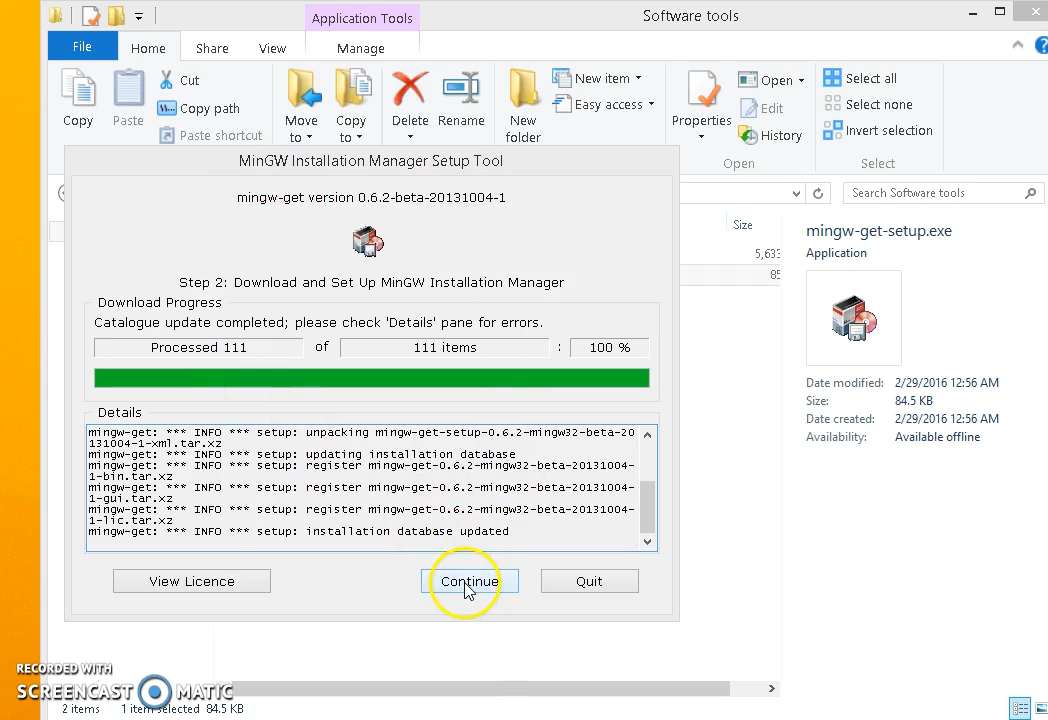 Application Tools
Software tools
File
Home
Share
View
Manage
Copy
Paste
Cut
Copy path
Paste shortcut
Move to
Copy to
Delete
Rename
New folder
New item
Easy access
Properties
Open
Edit
History
Open
Select all
Select none
Invert selection
Select
Search Software tools
Size
5,633
85
MinGW Installation Manager Setup Tool
mingw-get version 0.6.2-beta-20131004-1
Step 2: Download and Set Up MinGW Installation Manager
Download Progress
Catalogue update completed; please check 'Details' pane for errors.
Processed 111 of 111 items : 100 %
Details
mingw-get: *** INFO *** setup: unpacking mingw-get-setup-0.6.2-mingw32-beta-20
131004-1-xml.tar.xz
mingw-get: *** INFO *** setup: updating installation database
mingw-get: *** INFO *** setup: register mingw-get-0.6.2-mingw32-beta-20131004-
1-bin.tar.xz
mingw-get: *** INFO *** setup: register mingw-get-0.6.2-mingw32-beta-20131004-
1-gui.tar.xz
mingw-get: *** INFO *** setup: register mingw-get-0.6.2-mingw32-beta-20131004-
1-lic.tar.xz
mingw-get: *** INFO *** setup: installation database updated
View Licence
Continue
Quit
mingw-get-setup.exe
Application
Date modified: 2/29/2016 12:56 AM
Size: 84.5 KB
Date created: 2/29/2016 12:56 AM
Availability: Available offline
RECORDED WITH
SCREENCAST MATIC
2 items 1 item selected 84.5 KB